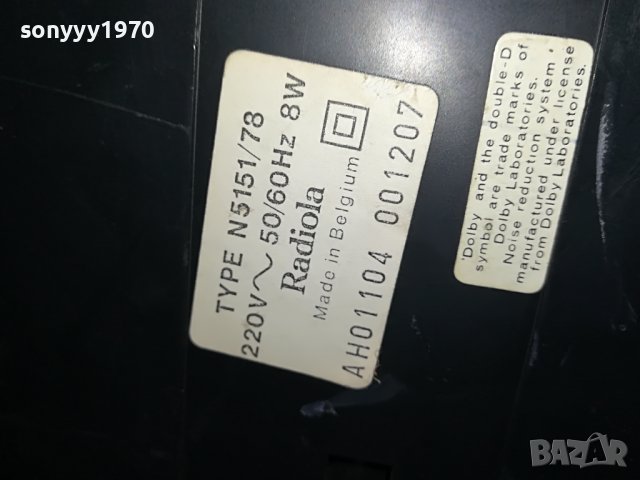 sonyyy1970
TYPE N5151/78
220V ~ 50/60Hz 8W
Radiola
Made in Belgium
AH01104 001207
'Dolby and the double-D
symbol are trade marks of
Dolby Laboratories.
Noise reduction system '
manufactured under license
from Dolby Laboratories.
BAZAR